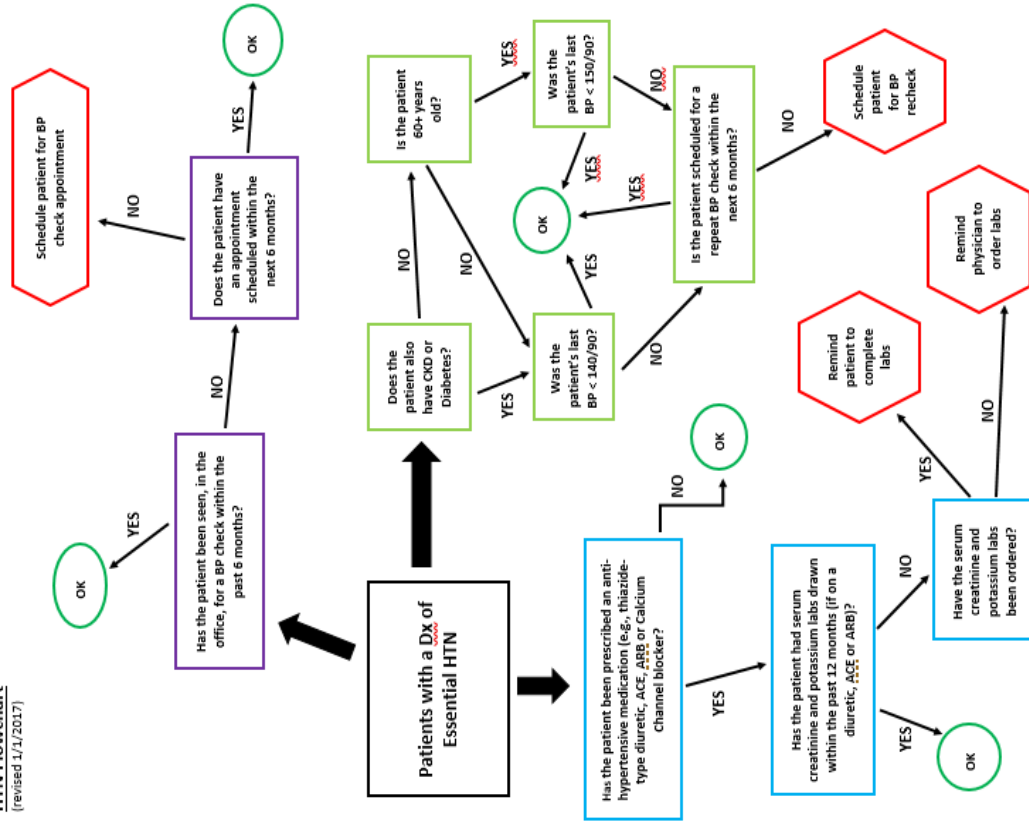 HTN Flowchart
(revised 1/1/2017)
OK
YES
Has the patient been seen, in the
office, for a BP check within the
past 6 months?
NO
Does the patient have
an appointment
scheduled within the
next 6 months?
NO
Schedule patient for BP
check appointment
YES
OK
Patients with a Dx of
Essential HTN
Does the
patient also
have CKD or
Diabetes?
NO
Is the patient
60+ years
old?
YES
NO
YES
Was the
patient's last
BP < 140/90?
YES
OK
YES
Was the
patient's last
BP < 150/90?
NO
YES
NO
Is the patient scheduled for a
repeat BP check within the
next 6 months?
NO
Schedule
patient
for BP
recheck
Has the patient been prescribed an anti-
hypertensive medication (e.g., thiazide-
type diuretic, ACE, ARB or Calcium
channel blocker?
NO
OK
YES
Has the patient had serum
creatinine and potassium labs drawn
within the past 12 months (if on a
diuretic, ACE or ARB)?
YES
OK
NO
Have the serum
creatinine and
potassium labs
been ordered?
YES
Remind
patient to
complete
labs
NO
Remind
physician to
order labs